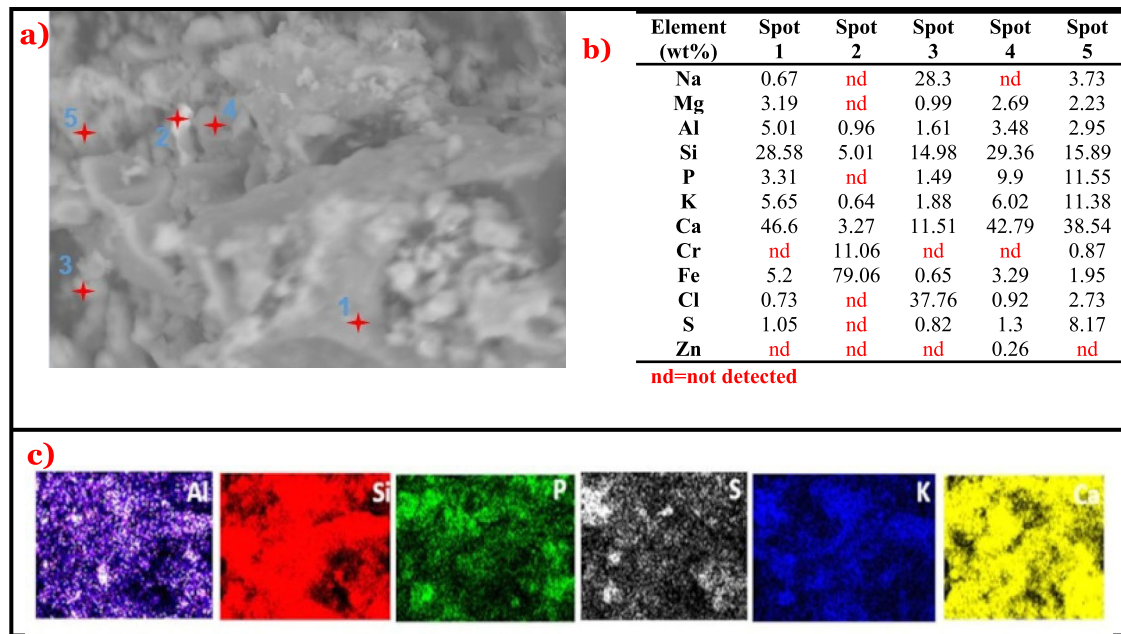 a)
5
2
4
3
1
b)
Element (wt%) Spot 1 Spot 2 Spot 3 Spot 4 Spot 5
Na 0.67 nd 28.3 nd 3.73
Mg 3.19 nd 0.99 2.69 2.23
Al 5.01 0.96 1.61 3.48 2.95
Si 28.58 5.01 14.98 29.36 15.89
P 3.31 nd 1.49 9.9 11.55
K 5.65 0.64 1.88 6.02 11.38
Ca 46.6 3.27 11.51 42.79 38.54
Cr nd 11.06 nd nd 0.87
Fe 5.2 79.06 0.65 3.29 1.95
Cl 0.73 nd 37.76 0.92 2.73
S 1.05 nd 0.82 1.3 8.17
Zn nd nd nd 0.26 nd
nd=not detected
c)
Al Si P S K Ca